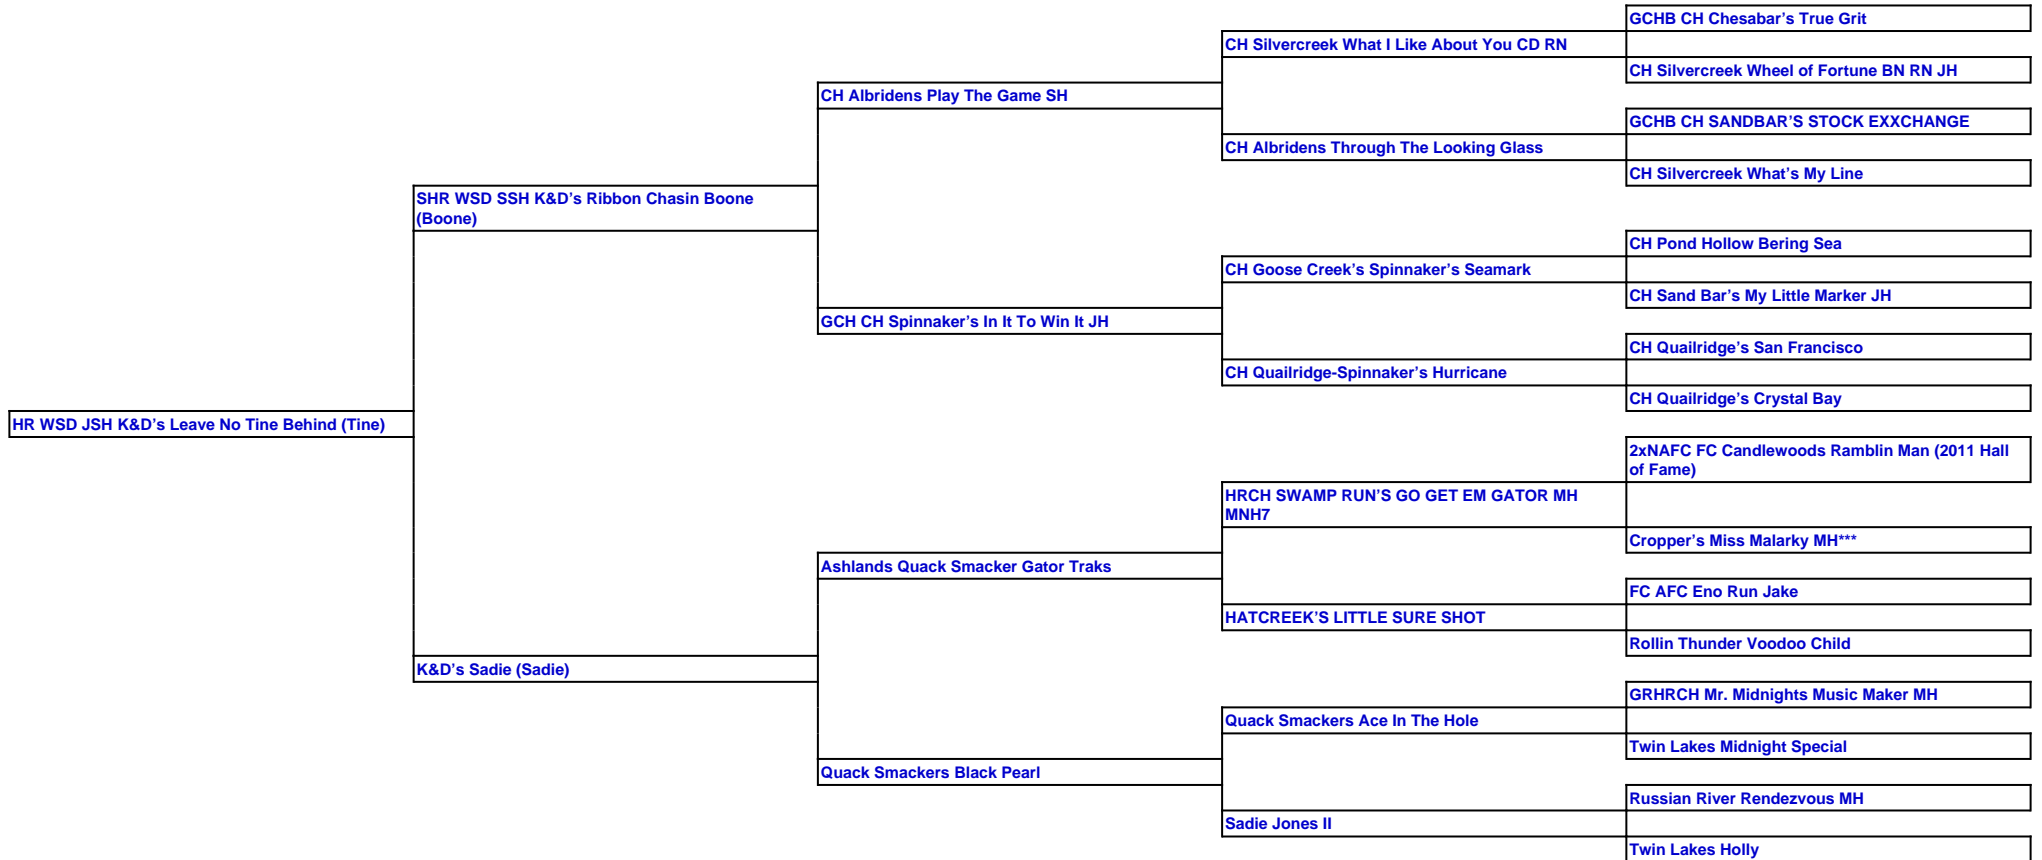 GCHB CH Chesabar’s True Grit
CH Silvercreek What I Like About You CD RN
CH Silvercreek Wheel of Fortune BN RN JH
CH Albridens Play The Game SH
GCHB CH SANDBAR’S STOCK EXXCHANGE
CH Albridens Through The Looking Glass
CH Silvercreek What’s My Line
SHR WSD SSH K&D’s Ribbon Chasin Boone
(Boone)
CH Pond Hollow Bering Sea
CH Goose Creek’s Spinnaker’s Seamark
CH Sand Bar’s My Little Marker JH
GCH CH Spinnaker’s In It To Win It JH
CH Quailridge’s San Francisco
CH Quailridge-Spinnaker’s Hurricane
CH Quailridge’s Crystal Bay
HR WSD JSH K&D’s Leave No Tine Behind (Tine)
2xNAFC FC Candlewoods Ramblin Man (2011 Hall
of Fame)
HRCH SWAMP RUN’S GO GET EM GATOR MH
MNH7
Cropper’s Miss Malarky MH***
Ashlands Quack Smacker Gator Traks
FC AFC Eno Run Jake
HATCREEK’S LITTLE SURE SHOT
Rollin Thunder Voodoo Child
K&D’s Sadie (Sadie)
GRHRCH Mr. Midnights Music Maker MH
Quack Smackers Ace In The Hole
Twin Lakes Midnight Special
Quack Smackers Black Pearl
Russian River Rendezvous MH
Sadie Jones II
Twin Lakes Holly